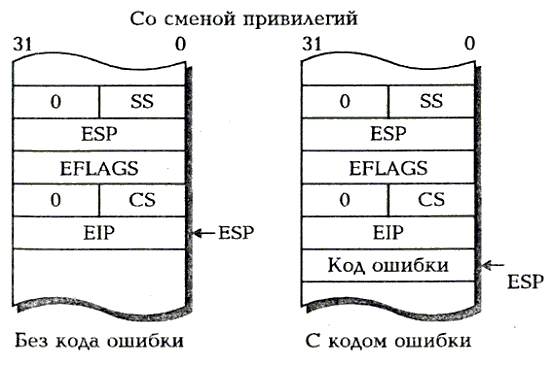 Со сменой привилегий
31 0 31 0
0 SS 0 SS
ESP ESP
EFLAGS EFLAGS
0 CS 0 CS
EIP ESP EIP
Код ошибки
ESP
Без кода ошибки С кодом ошибки